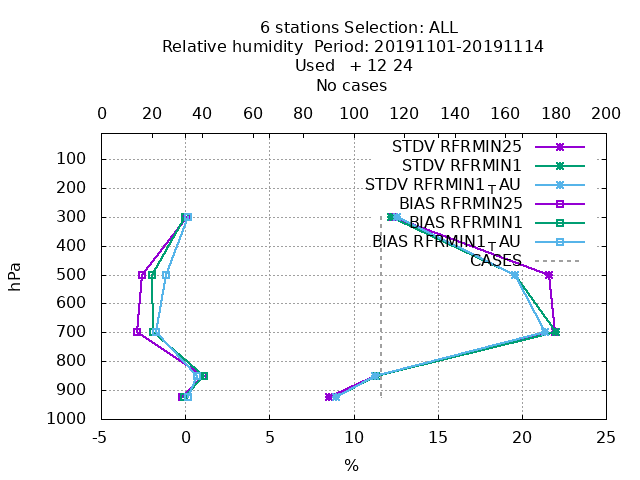 6 stations Selection: ALL
Relative humidity  Period: 20191101-20191114
Used   + 12 24
No cases
0 20 40 60 80 100 120 140 160 180 200
STDV RFRMIN25
STDV RFRMIN1
STDV RFRMIN1TAU
BIAS RFRMIN25
BIAS RFRMIN1
BIAS RFRMIN1TAU
CASES
hPa
100
200
300
400
500
600
700
800
900
1000
-5 0 5 10 15 20 25
%